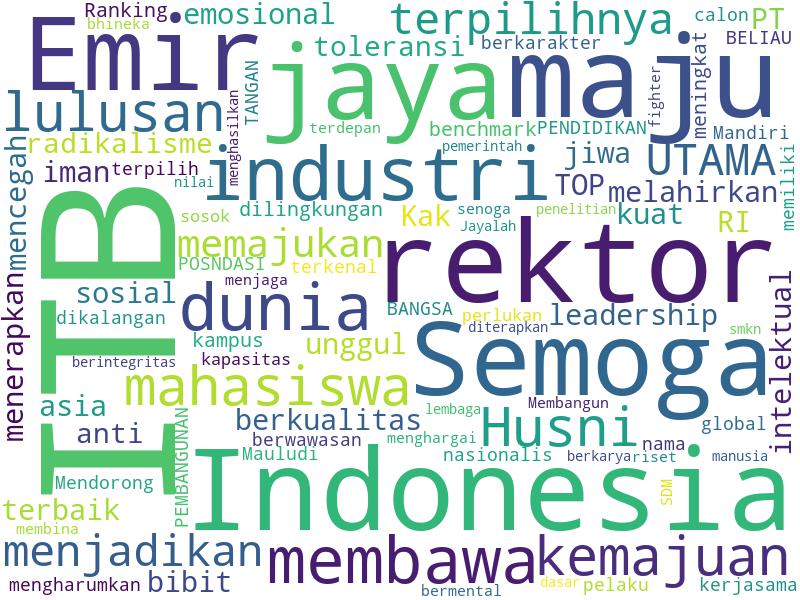 Ranking
bhineka
emosional
terpilihnya
calon
PT
BELIAU
Emir
toleransi
berkarakter
jaya
maju
TANGAN
fighter
meningkat
lulusan
terdepan
benchmark
PENDIDIKAN
Mandiri
radikalisme
menghasilkan
pemerintah
jiwa
UTAMA
mencegah
iman
terpilih
nilai
industri
TOP
melahirkan
memiliki
sosok
dilingkungan
Kak
senoga
Jayalah
penelitian
kuat
RI
ITB
memajukan
rektor
POSNDASI
terkenal
menerapkan
sosial
menjaga
dunia
BANGSA
perlukan
leadership
intelektual
dikalangan
diterapkan
smkn
kampus
unggul
Semoga
berintegritas
kapasitas
mahasiswa
asia
Membangun
lembaga
berkualitas
Husni
global
anti
PEMBANGUNAN
berwawasan
menghargai
nama
Mauludi
nasionalis
berkarya
riset
manusia
Indonesia
Mendorong
SDM
terbaik
membina
menjadikan
membawa
kemajuan
mengharumkan
bibit
bermental
dasar
pelaku
kerjasama